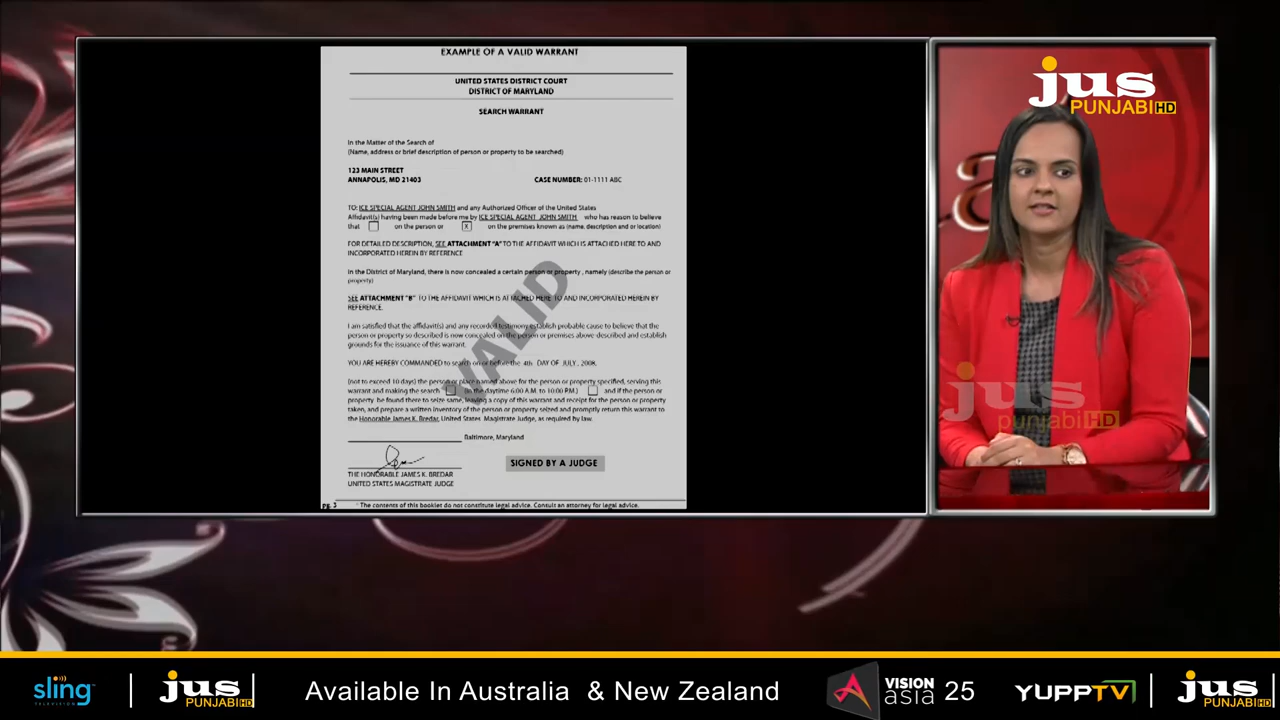 EXAMPLE OF A VALID WARRANT
UNITED STATES DISTRICT COURT
DISTRICT OF MARYLAND
SEARCH WARRANT
In the Matter of the Search of
(Name, address or brief description of person or property to be searched)
123 MAIN STREET
ANNAPOLIS, MD 21403
CASE NUMBER: 01-1111 ABC
TO: ICE SPECIAL AGENT JOHN SMITH and any Authorized Officer of the United States
Affidavit(s) having been made before me by ICE SPECIAL AGENT JOHN SMITH who has reason to believe
that on the person or X on the premises known as (name, description and or location)
FOR DETAILED DESCRIPTION, SEE ATTACHMENT "A" TO THE AFFIDAVIT WHICH IS ATTACHED HERE TO AND
INCORPORATED HEREIN BY REFERENCE
in the District of Maryland, there is now concealed a certain person or property, namely (describe the person or
property)
SEE ATTACHMENT "B" TO THE AFFIDAVIT WHICH IS ATTACHED HERE TO AND INCORPORATED HEREIN BY
REFERENCE.
I am satisfied that the affidavit(s) and any recorded testimony establish probable cause to believe that the
person or property so described is now concealed on the person or premises above-described and establish
grounds for the issuance of this warrant.
YOU ARE HEREBY COMMANDED to search on or before the 4th DAY OF JULY, 2008.
(not to exceed 10 days) the person or place named above for the person or property specified, serving this
warrant and making the search (in the daytime 6:00 A.M. to 10:00 P.M.) and if the person or
property be found there to seize same, leaving a copy of this warrant and receipt for the person or property
taken, and prepare a written inventory of the person or property seized and promptly return this warrant to
the Honorable James K. Bredar, United States Magistrate Judge, as required by law.
Baltimore, Maryland
THE HONORABLE JAMES K. BREDAR
UNITED STATES MAGISTRATE JUDGE
SIGNED BY A JUDGE
VALID
pg. 3
* The contents of this booklet do not constitute legal advice. Consult an attorney for legal advice.
jus
PUNJABI HD
jus
punjabi HD
sling
TELEVISION
jus
PUNJABI HD
Available In Australia & New Zealand
VISION
asia 25
YUPPTV
jus
PUNJABI HD